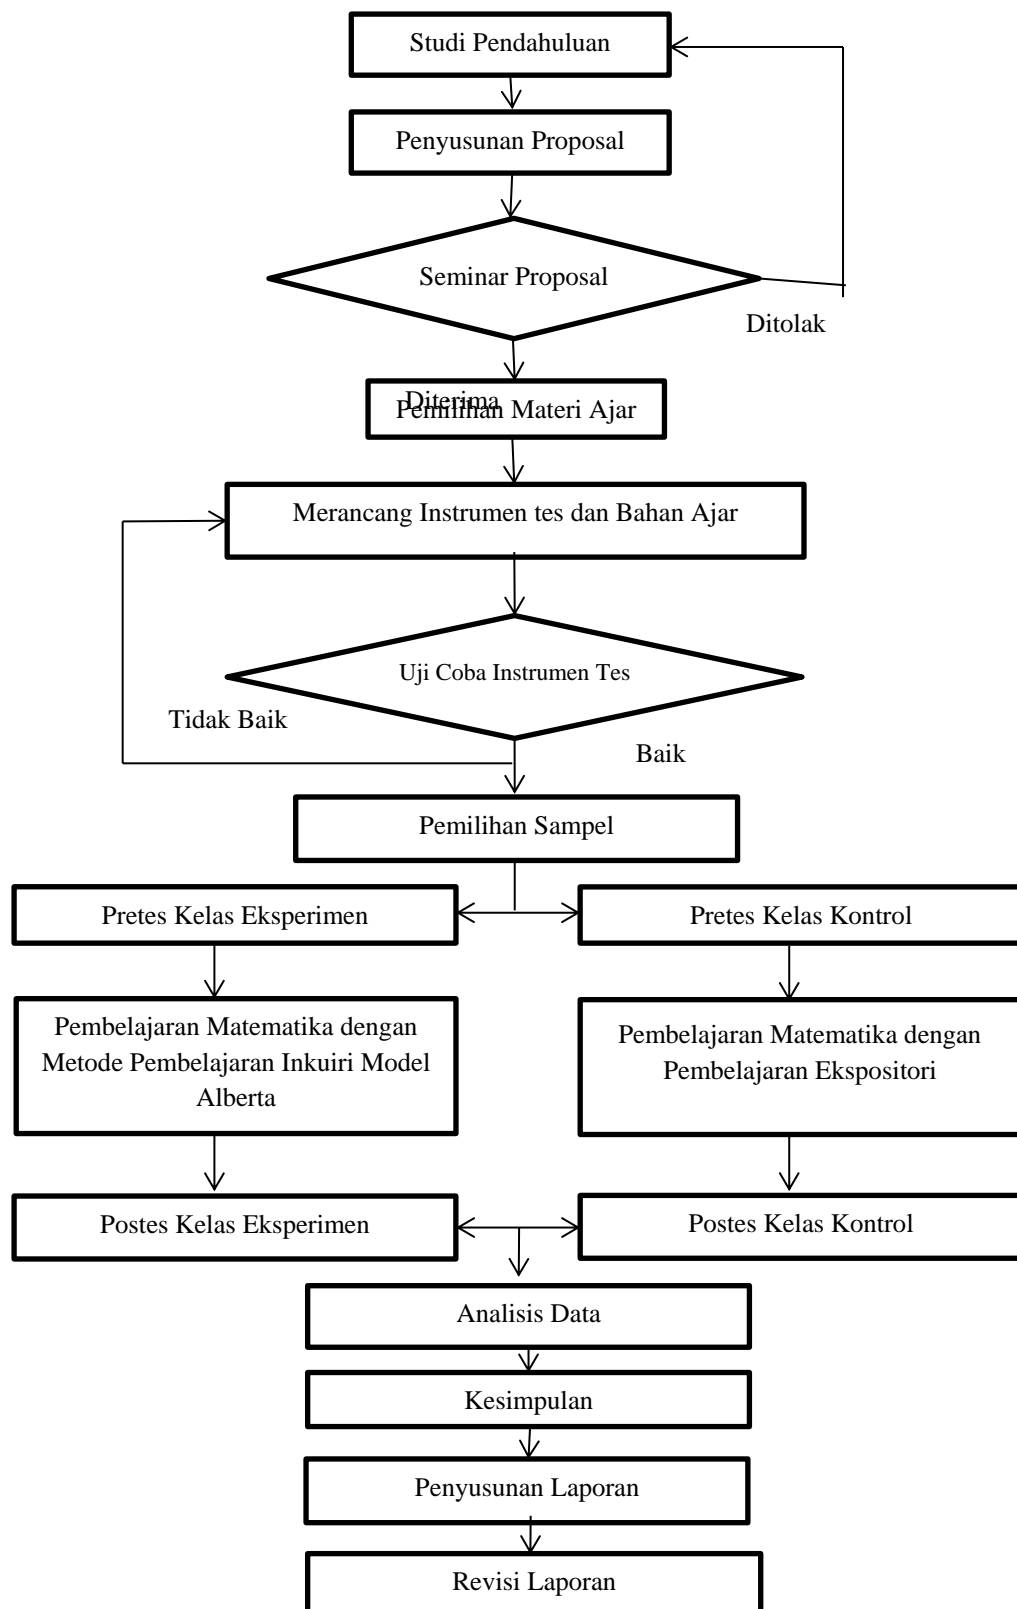 Studi Pendahuluan
Penyusunan Proposal
Seminar Proposal
Ditolak
Diterima
Pemilihan Materi Ajar
Merancang Instrumen tes dan Bahan Ajar
Uji Coba Instrumen Tes
Tidak Baik
Baik
Pemilihan Sampel
Pretes Kelas Eksperimen
Pretes Kelas Kontrol
Pembelajaran Matematika dengan
Metode Pembelajaran Inkuiri Model
Alberta
Pembelajaran Matematika dengan
Pembelajaran Ekspositori
Postes Kelas Eksperimen
Postes Kelas Kontrol
Analisis Data
Kesimpulan
Penyusunan Laporan
Revisi Laporan